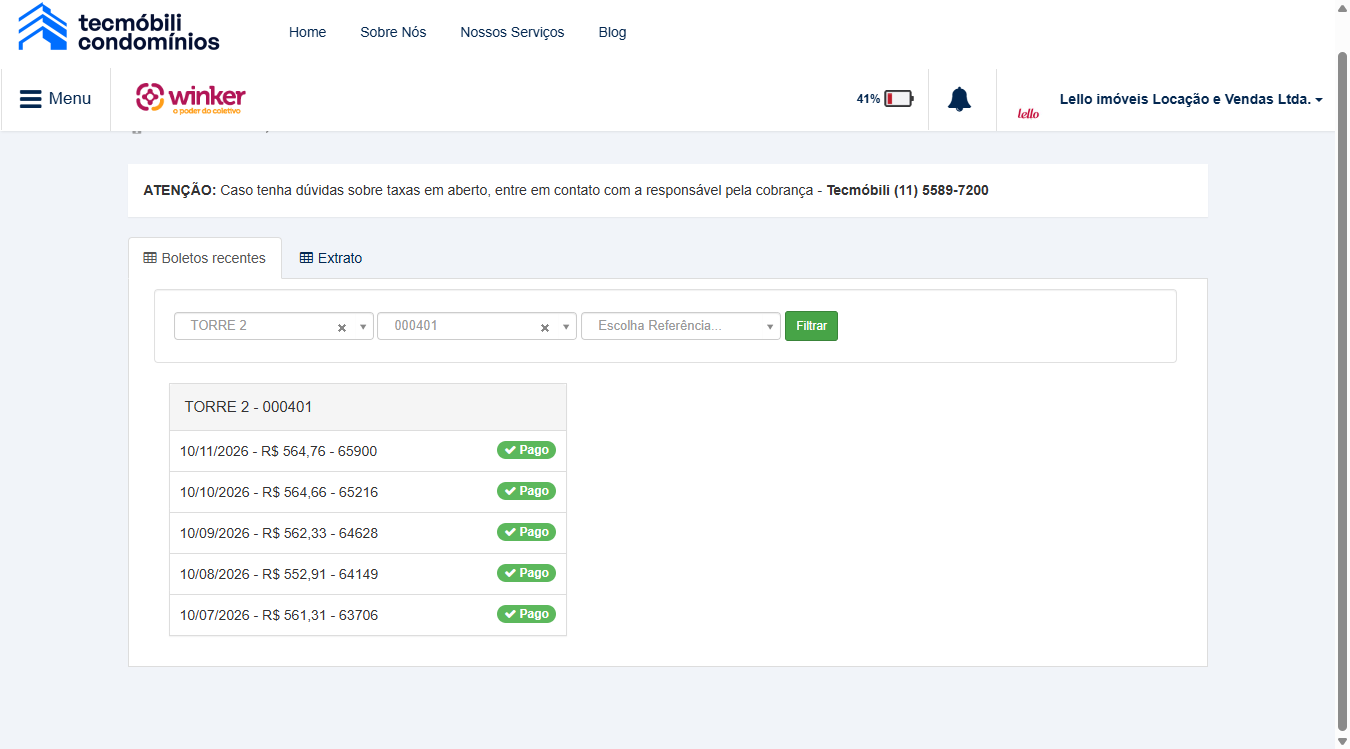 tecmóbili
condomínios
Home Sobre Nós Nossos Serviços Blog
Menu
winker
o poder do coletivo
41%
lello
Lello imóveis Locação e Vendas Ltda.
ATENÇÃO: Caso tenha dúvidas sobre taxas em aberto, entre em contato com a responsável pela cobrança - Tecmóbili (11) 5589-7200
Boletos recentes
Extrato
TORRE 2
000401
Escolha Referência...
Filtrar
TORRE 2 - 000401
10/11/2026 - R$ 564,76 - 65900 Pago
10/10/2026 - R$ 564,66 - 65216 Pago
10/09/2026 - R$ 562,33 - 64628 Pago
10/08/2026 - R$ 552,91 - 64149 Pago
10/07/2026 - R$ 561,31 - 63706 Pago